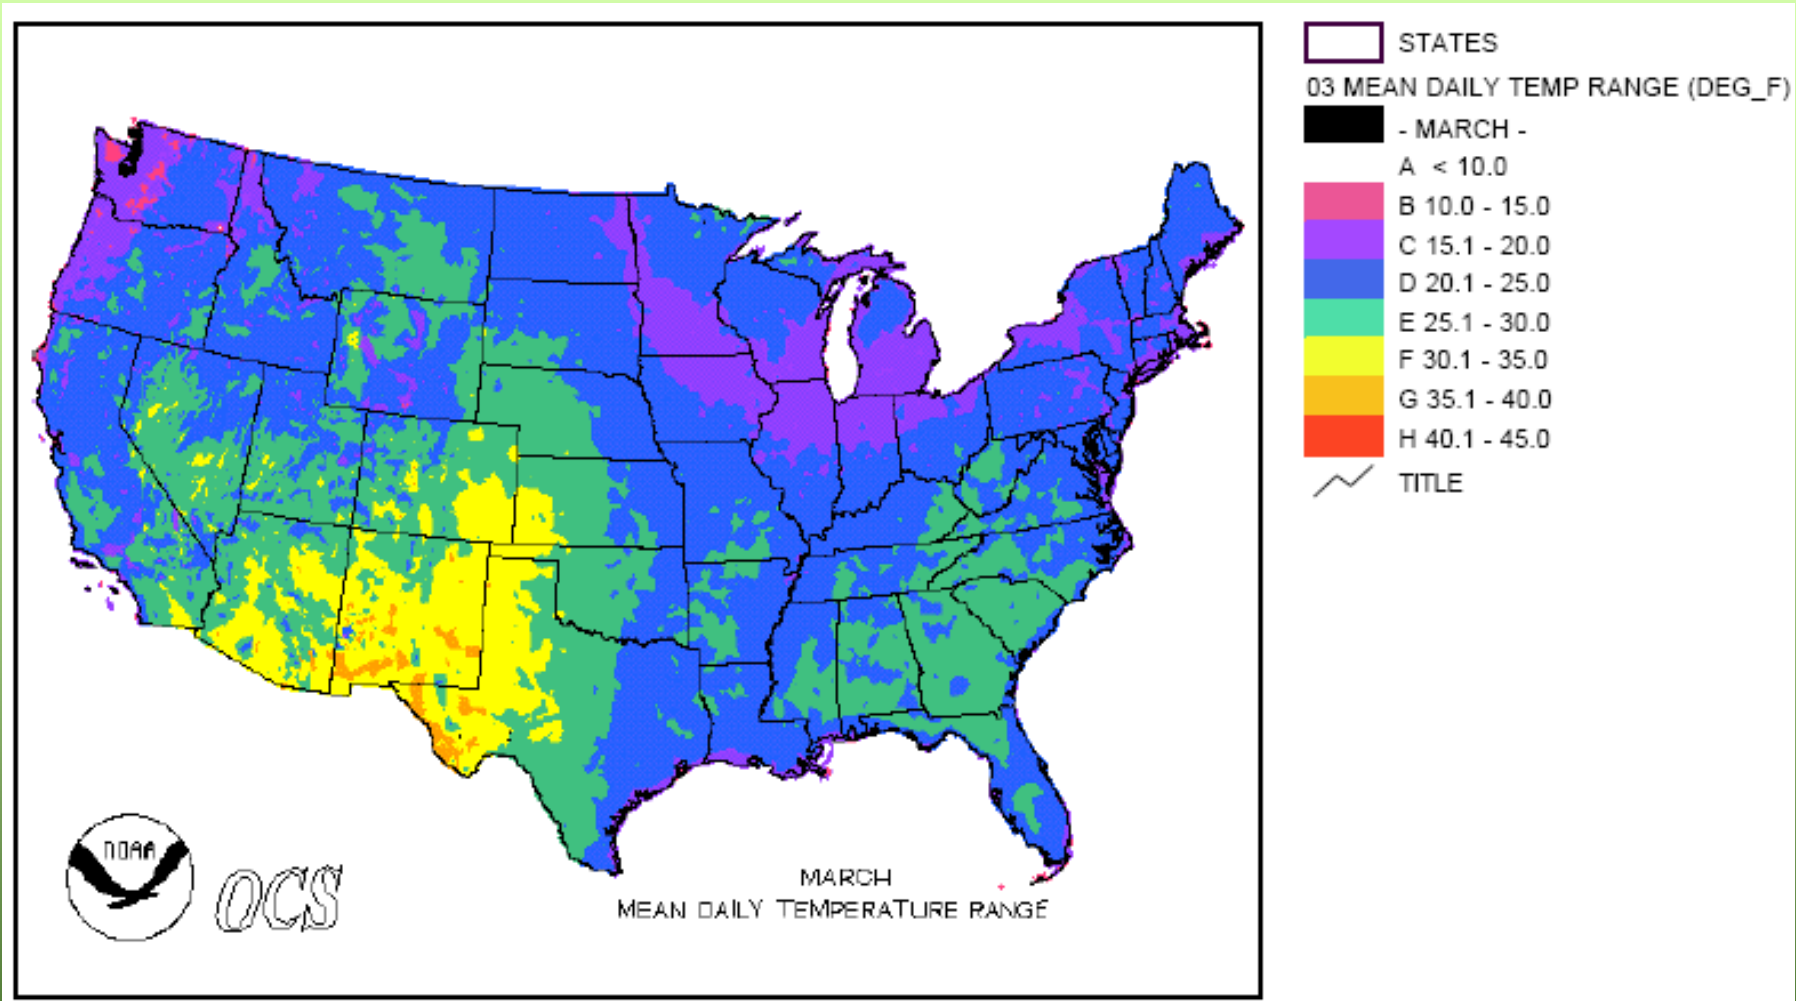 STATES
03 MEAN DAILY TEMP RANGE (DEG_F)
- MARCH -
A < 10.0
B 10.0 - 15.0
C 15.1 - 20.0
D 20.1 - 25.0
E 25.1 - 30.0
F 30.1 - 35.0
G 35.1 - 40.0
H 40.1 - 45.0
TITLE
NOAA
OCS
MARCH
MEAN DAILY TEMPERATURE RANGE